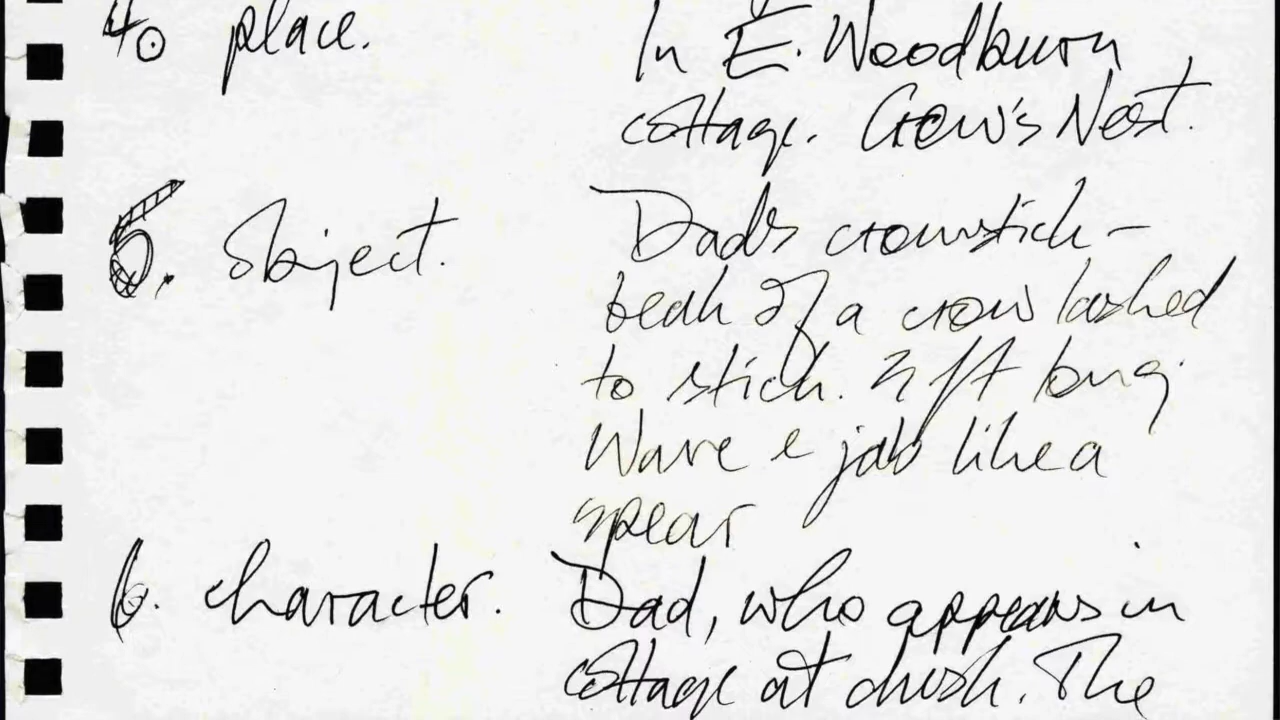 4. place. In E. Woodburn
cottage. Crow's Nest.
5. Object. Dad's crowstick –
beak of a crow lashed
to stick. 3 ft long.
Wave & jab like a
spear
6. character. Dad, who appears in
cottage at dusk. The